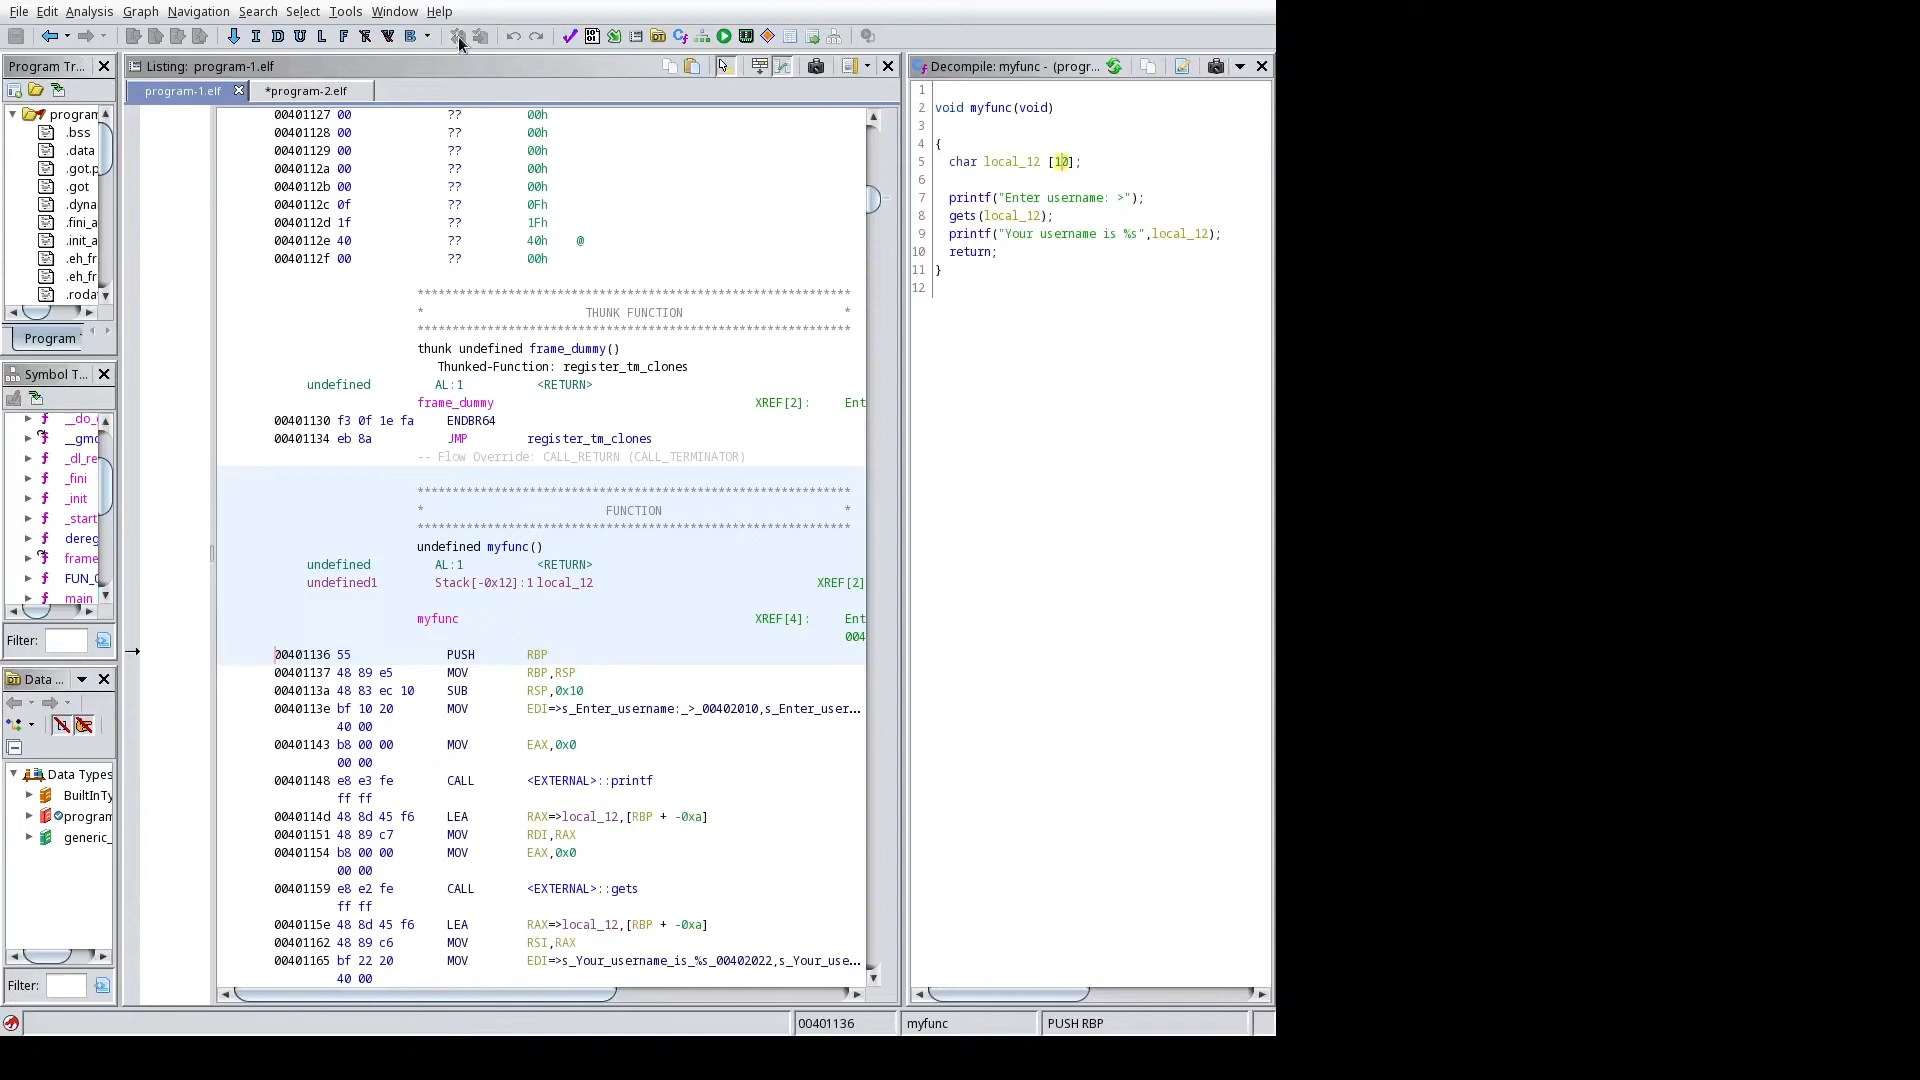 File Edit Analysis Graph Navigation Search Select Tools Window Help
I D U L F B
Program Tr...
program
.bss
.data
.got.p
.got
.dyna
.fini_a
.init_a
.eh_fr
.eh_fr
.roda
Program
Symbol T...
__do_
__gmo
_dl_re
_fini
_init
_start
dereg
frame
FUN_0
main
Filter:
Data ...
Data Types
BuiltInTy
program
generic_
Filter:
Listing: program-1.elf
program-1.elf *program-2.elf
00401127 00 ?? 00h
00401128 00 ?? 00h
00401129 00 ?? 00h
0040112a 00 ?? 00h
0040112b 00 ?? 00h
0040112c 0f ?? 0Fh
0040112d 1f ?? 1Fh
0040112e 40 ?? 40h @
0040112f 00 ?? 00h
**************************************************************
* THUNK FUNCTION *
**************************************************************
thunk undefined frame_dummy()
Thunked-Function: register_tm_clones
undefined AL:1 <RETURN>
frame_dummy XREF[2]: Ent
00401130 f3 0f 1e fa ENDBR64
00401134 eb 8a JMP register_tm_clones
-- Flow Override: CALL_RETURN (CALL_TERMINATOR)
**************************************************************
* FUNCTION *
**************************************************************
undefined myfunc()
undefined AL:1 <RETURN>
undefined1 Stack[-0x12]:1 local_12 XREF[2]
myfunc XREF[4]: Ent
004
00401136 55 PUSH RBP
00401137 48 89 e5 MOV RBP,RSP
0040113a 48 83 ec 10 SUB RSP,0x10
0040113e bf 10 20 MOV EDI=>s_Enter_username:_>_00402010,s_Enter_user...
40 00
00401143 b8 00 00 MOV EAX,0x0
00 00
00401148 e8 e3 fe CALL <EXTERNAL>::printf
ff ff
0040114d 48 8d 45 f6 LEA RAX=>local_12,[RBP + -0xa]
00401151 48 89 c7 MOV RDI,RAX
00401154 b8 00 00 MOV EAX,0x0
00 00
00401159 e8 e2 fe CALL <EXTERNAL>::gets
ff ff
0040115e 48 8d 45 f6 LEA RAX=>local_12,[RBP + -0xa]
00401162 48 89 c6 MOV RSI,RAX
00401165 bf 22 20 MOV EDI=>s_Your_username_is_%s_00402022,s_Your_use...
40 00
Decompile: myfunc - (progr...
1
2 void myfunc(void)
3
4 {
5 char local_12 [10];
6
7 printf("Enter username: >");
8 gets(local_12);
9 printf("Your username is %s",local_12);
10 return;
11 }
12
00401136 myfunc PUSH RBP